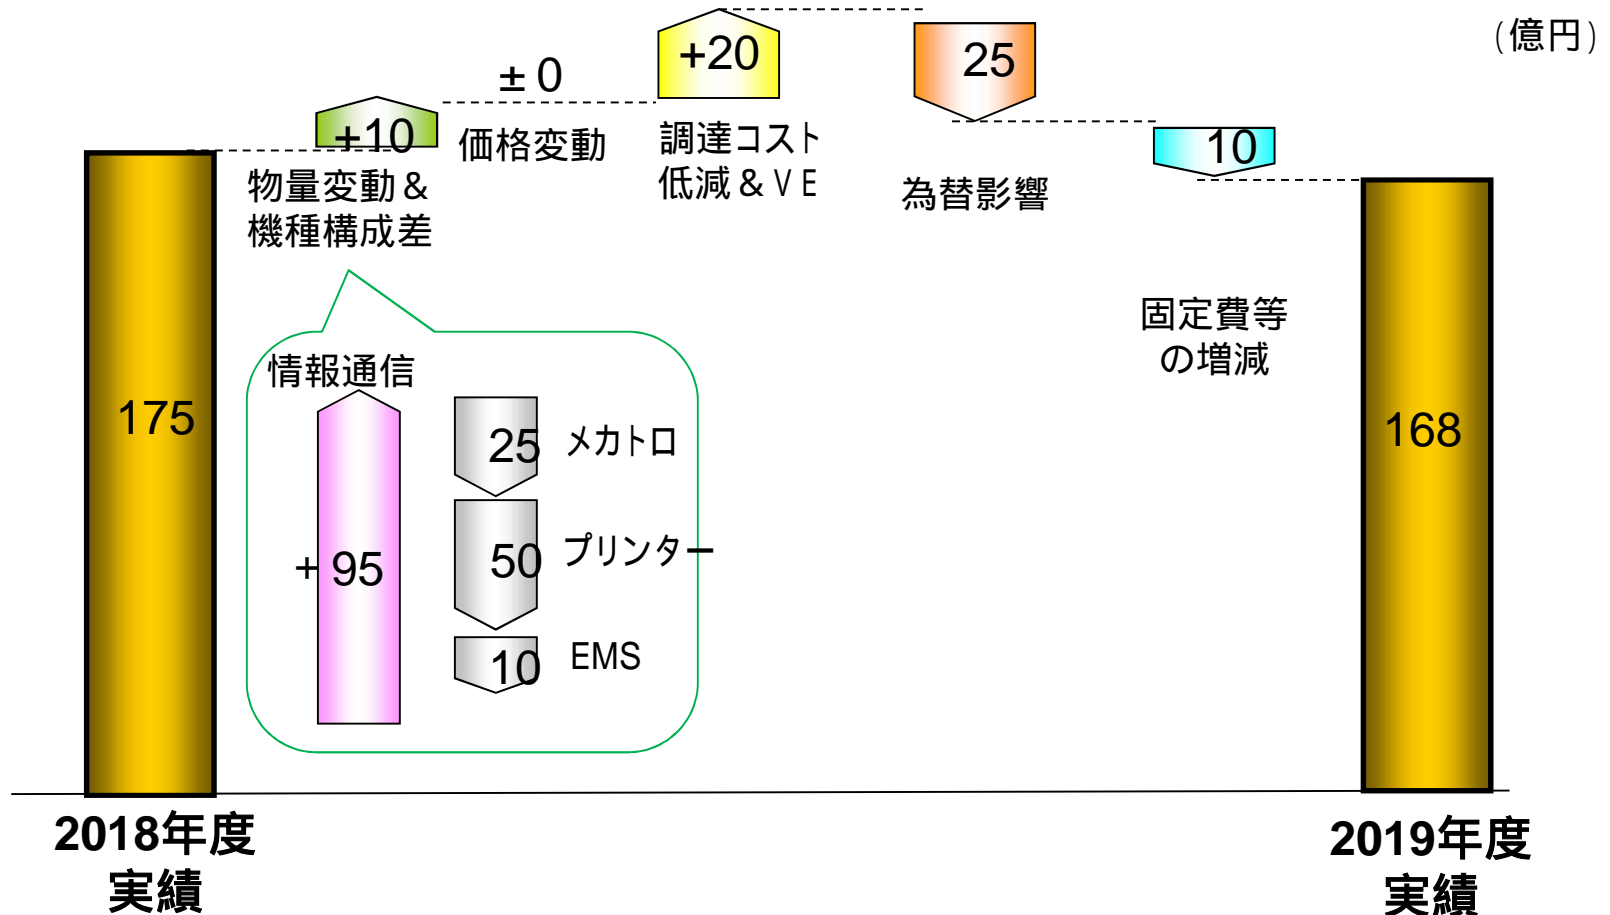 (億円)
+20
25
±0
+10
価格変動
調達コスト
低減&VE
10
物量変動&
機種構成差
為替影響
固定費等
の増減
情報通信
175
25 メカトロ
168
+95
50 プリンター
10 EMS
2018年度
実績
2019年度
実績